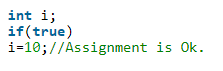 int i;
if(true)
i=10;//Assignment is Ok.